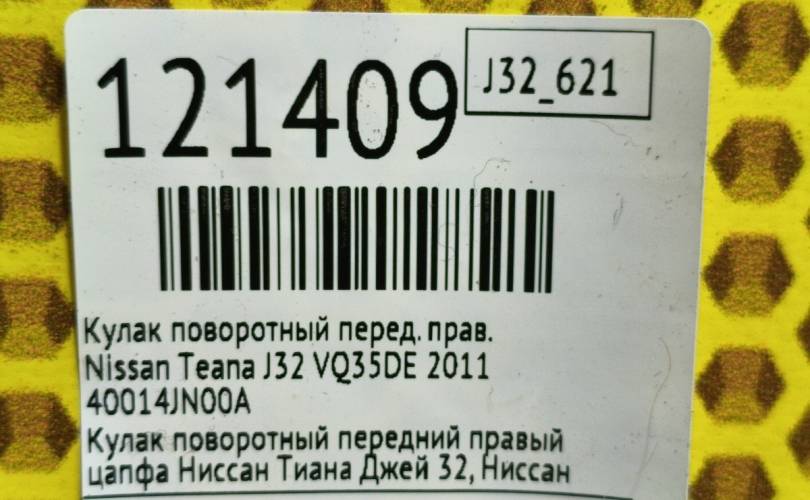 121409
J32_621
Кулак поворотный перед. прав.
Nissan Teana J32 VQ35DE 2011
40014JN00A
Кулак поворотный передний правый
цапфа Ниссан Тиана Джей 32, Ниссан